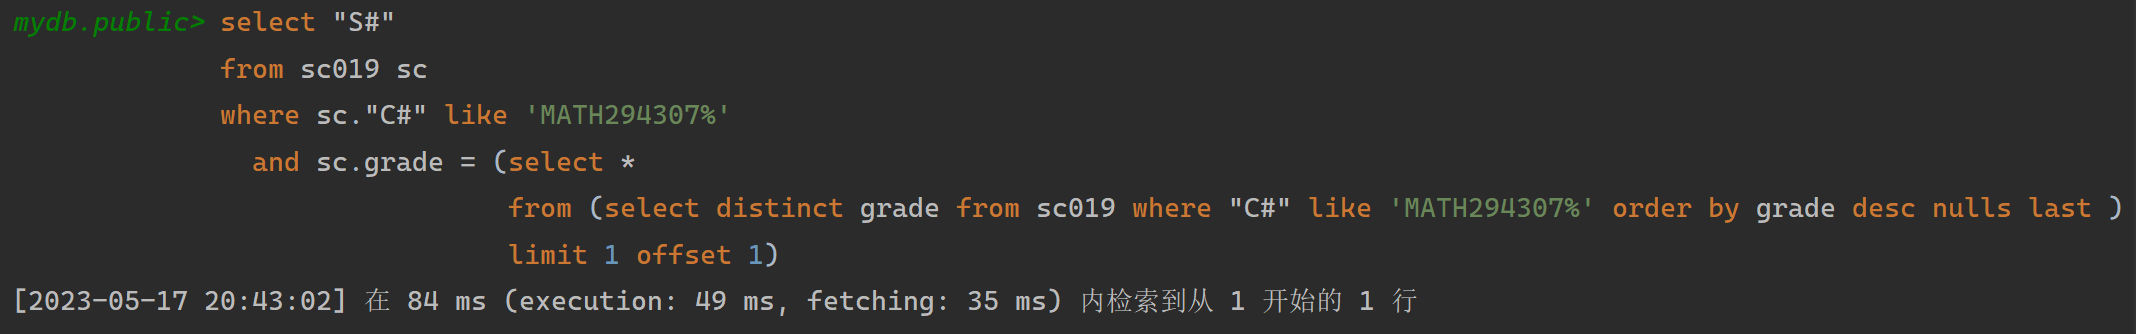 mydb.public> select "S#"
from sc019 sc
where sc."C#" like 'MATH294307%'
and sc.grade = (select *
from (select distinct grade from sc019 where "C#" like 'MATH294307%' order by grade desc nulls last )
limit 1 offset 1)
[2023-05-17 20:43:02] 在 84 ms (execution: 49 ms, fetching: 35 ms) 内检索到从 1 开始的 1 行